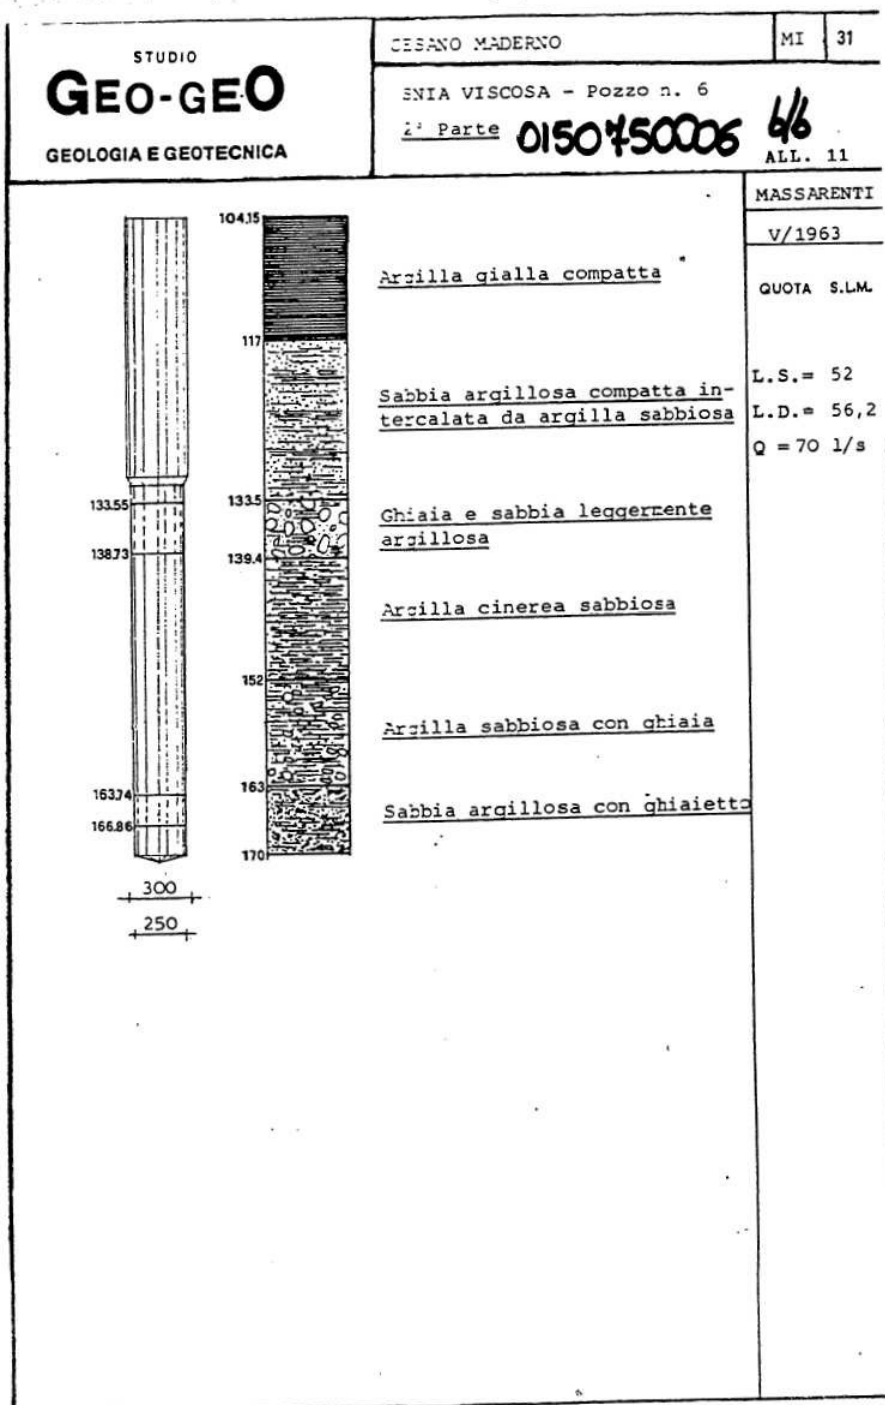 STUDIO
GEO-GEO
GEOLOGIA E GEOTECNICA
CESANO MADERNO
MI 31
SNIA VISCOSA - Pozzo n. 6
2ª Parte 0150750006 6/6
ALL. 11
MASSARENTI
V/1963
QUOTA S.L.M.
L.S.= 52
L.D.= 56,2
Q = 70 l/s
104,15
Argilla gialla compatta
117
Sabbia argillosa compatta in-
tercalata da argilla sabbiosa
133.55
133.5
Ghiaia e sabbia leggermente
argillosa
138.73
139,4
Argilla cinerea sabbiosa
152
Argilla sabbiosa con ghiaia
163.74
163
Sabbia argillosa con ghiaietto
166.86
170
300
250